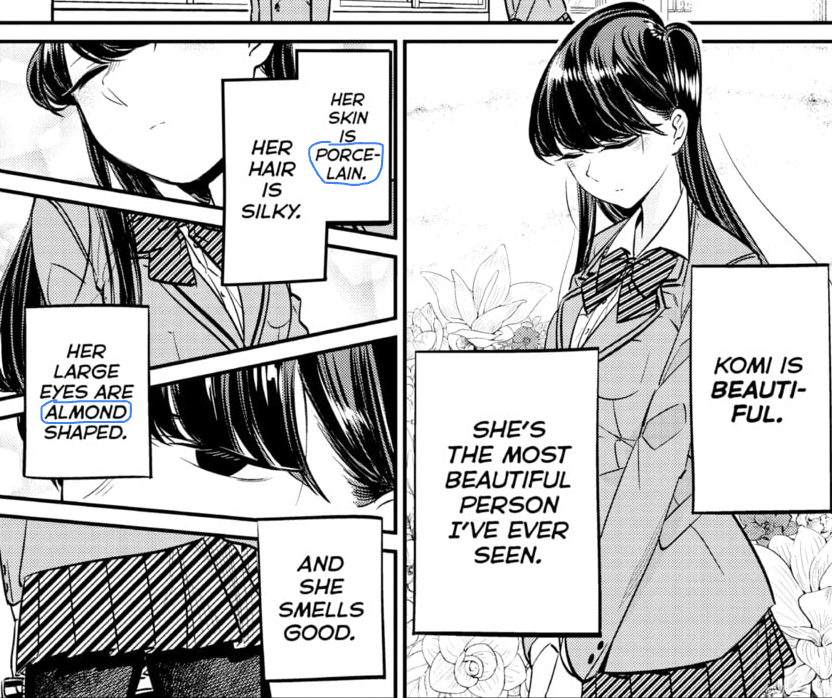 KOMI IS
BEAUTI-
FUL.
SHE'S
THE MOST
BEAUTIFUL
PERSON
I'VE EVER
SEEN.
HER
SKIN
IS
PORCE-
LAIN.
HER
HAIR
IS
SILKY.
HER
LARGE
EYES ARE
ALMOND
SHAPED.
AND
SHE
SMELLS
GOOD.